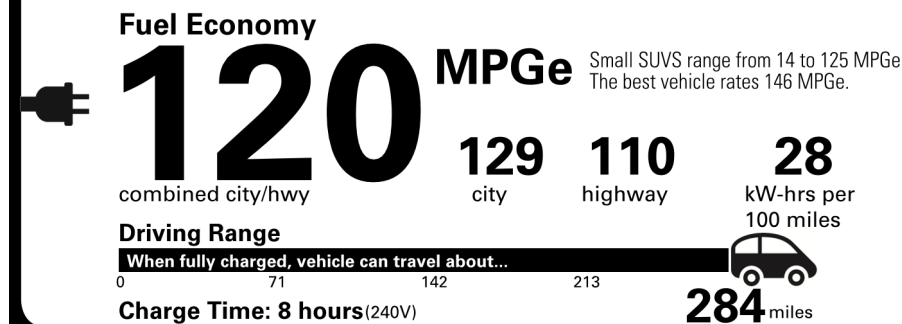 Fuel Economy
120
MPGe
Small SUVS range from 14 to 125 MPGe
The best vehicle rates 146 MPGe.
combined city/hwy
129
city
110
highway
28
kW-hrs per
100 miles
Driving Range
When fully charged, vehicle can travel about...
0 71 142 213
284 miles
Charge Time: 8 hours (240V)